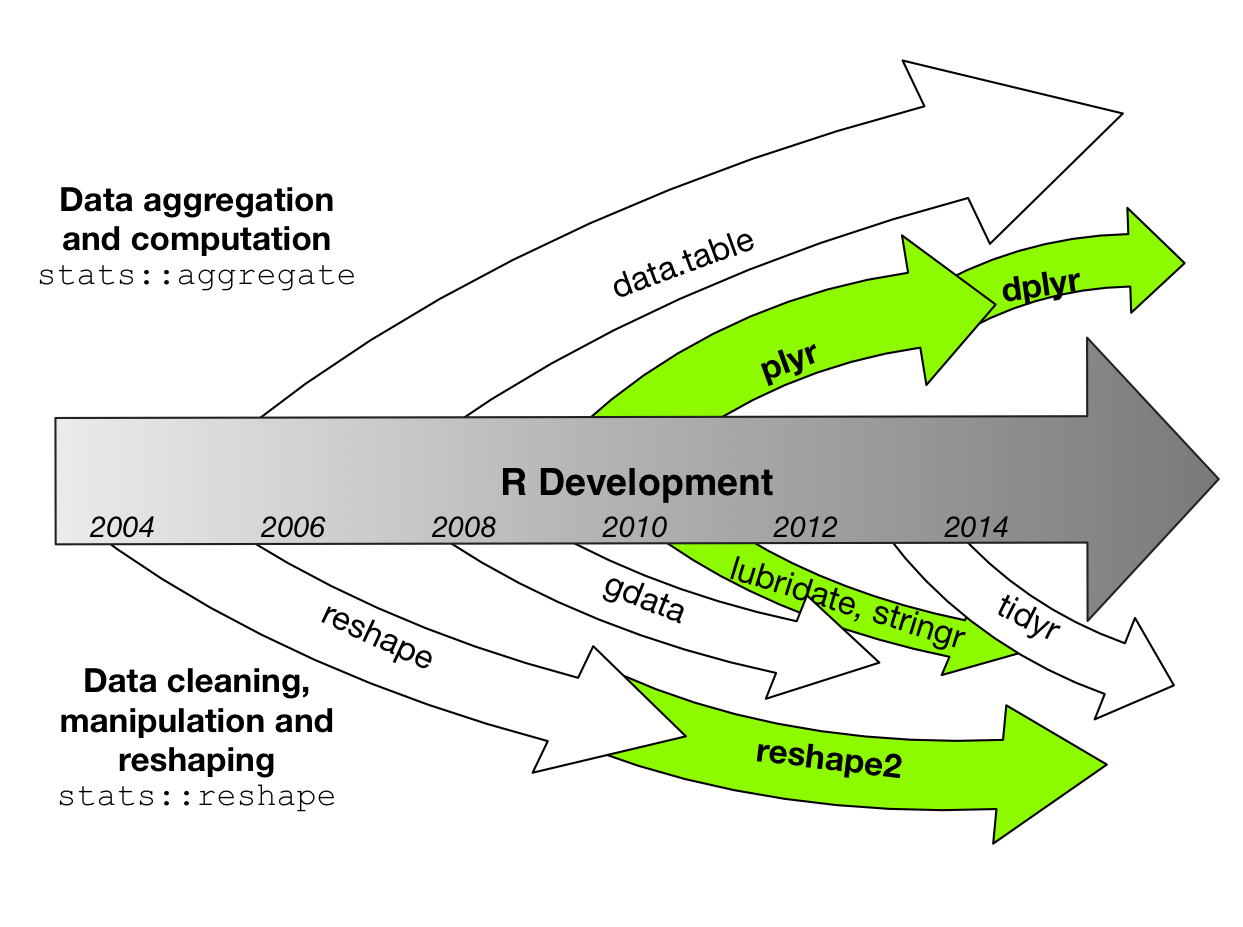 Data aggregation
and computation
stats::aggregate
data.table
plyr
dplyr
R Development
2004 2006 2008 2010 2012 2014
reshape
gdata
lubridate, stringr
tidyr
Data cleaning,
manipulation and
reshaping
stats::reshape
reshape2